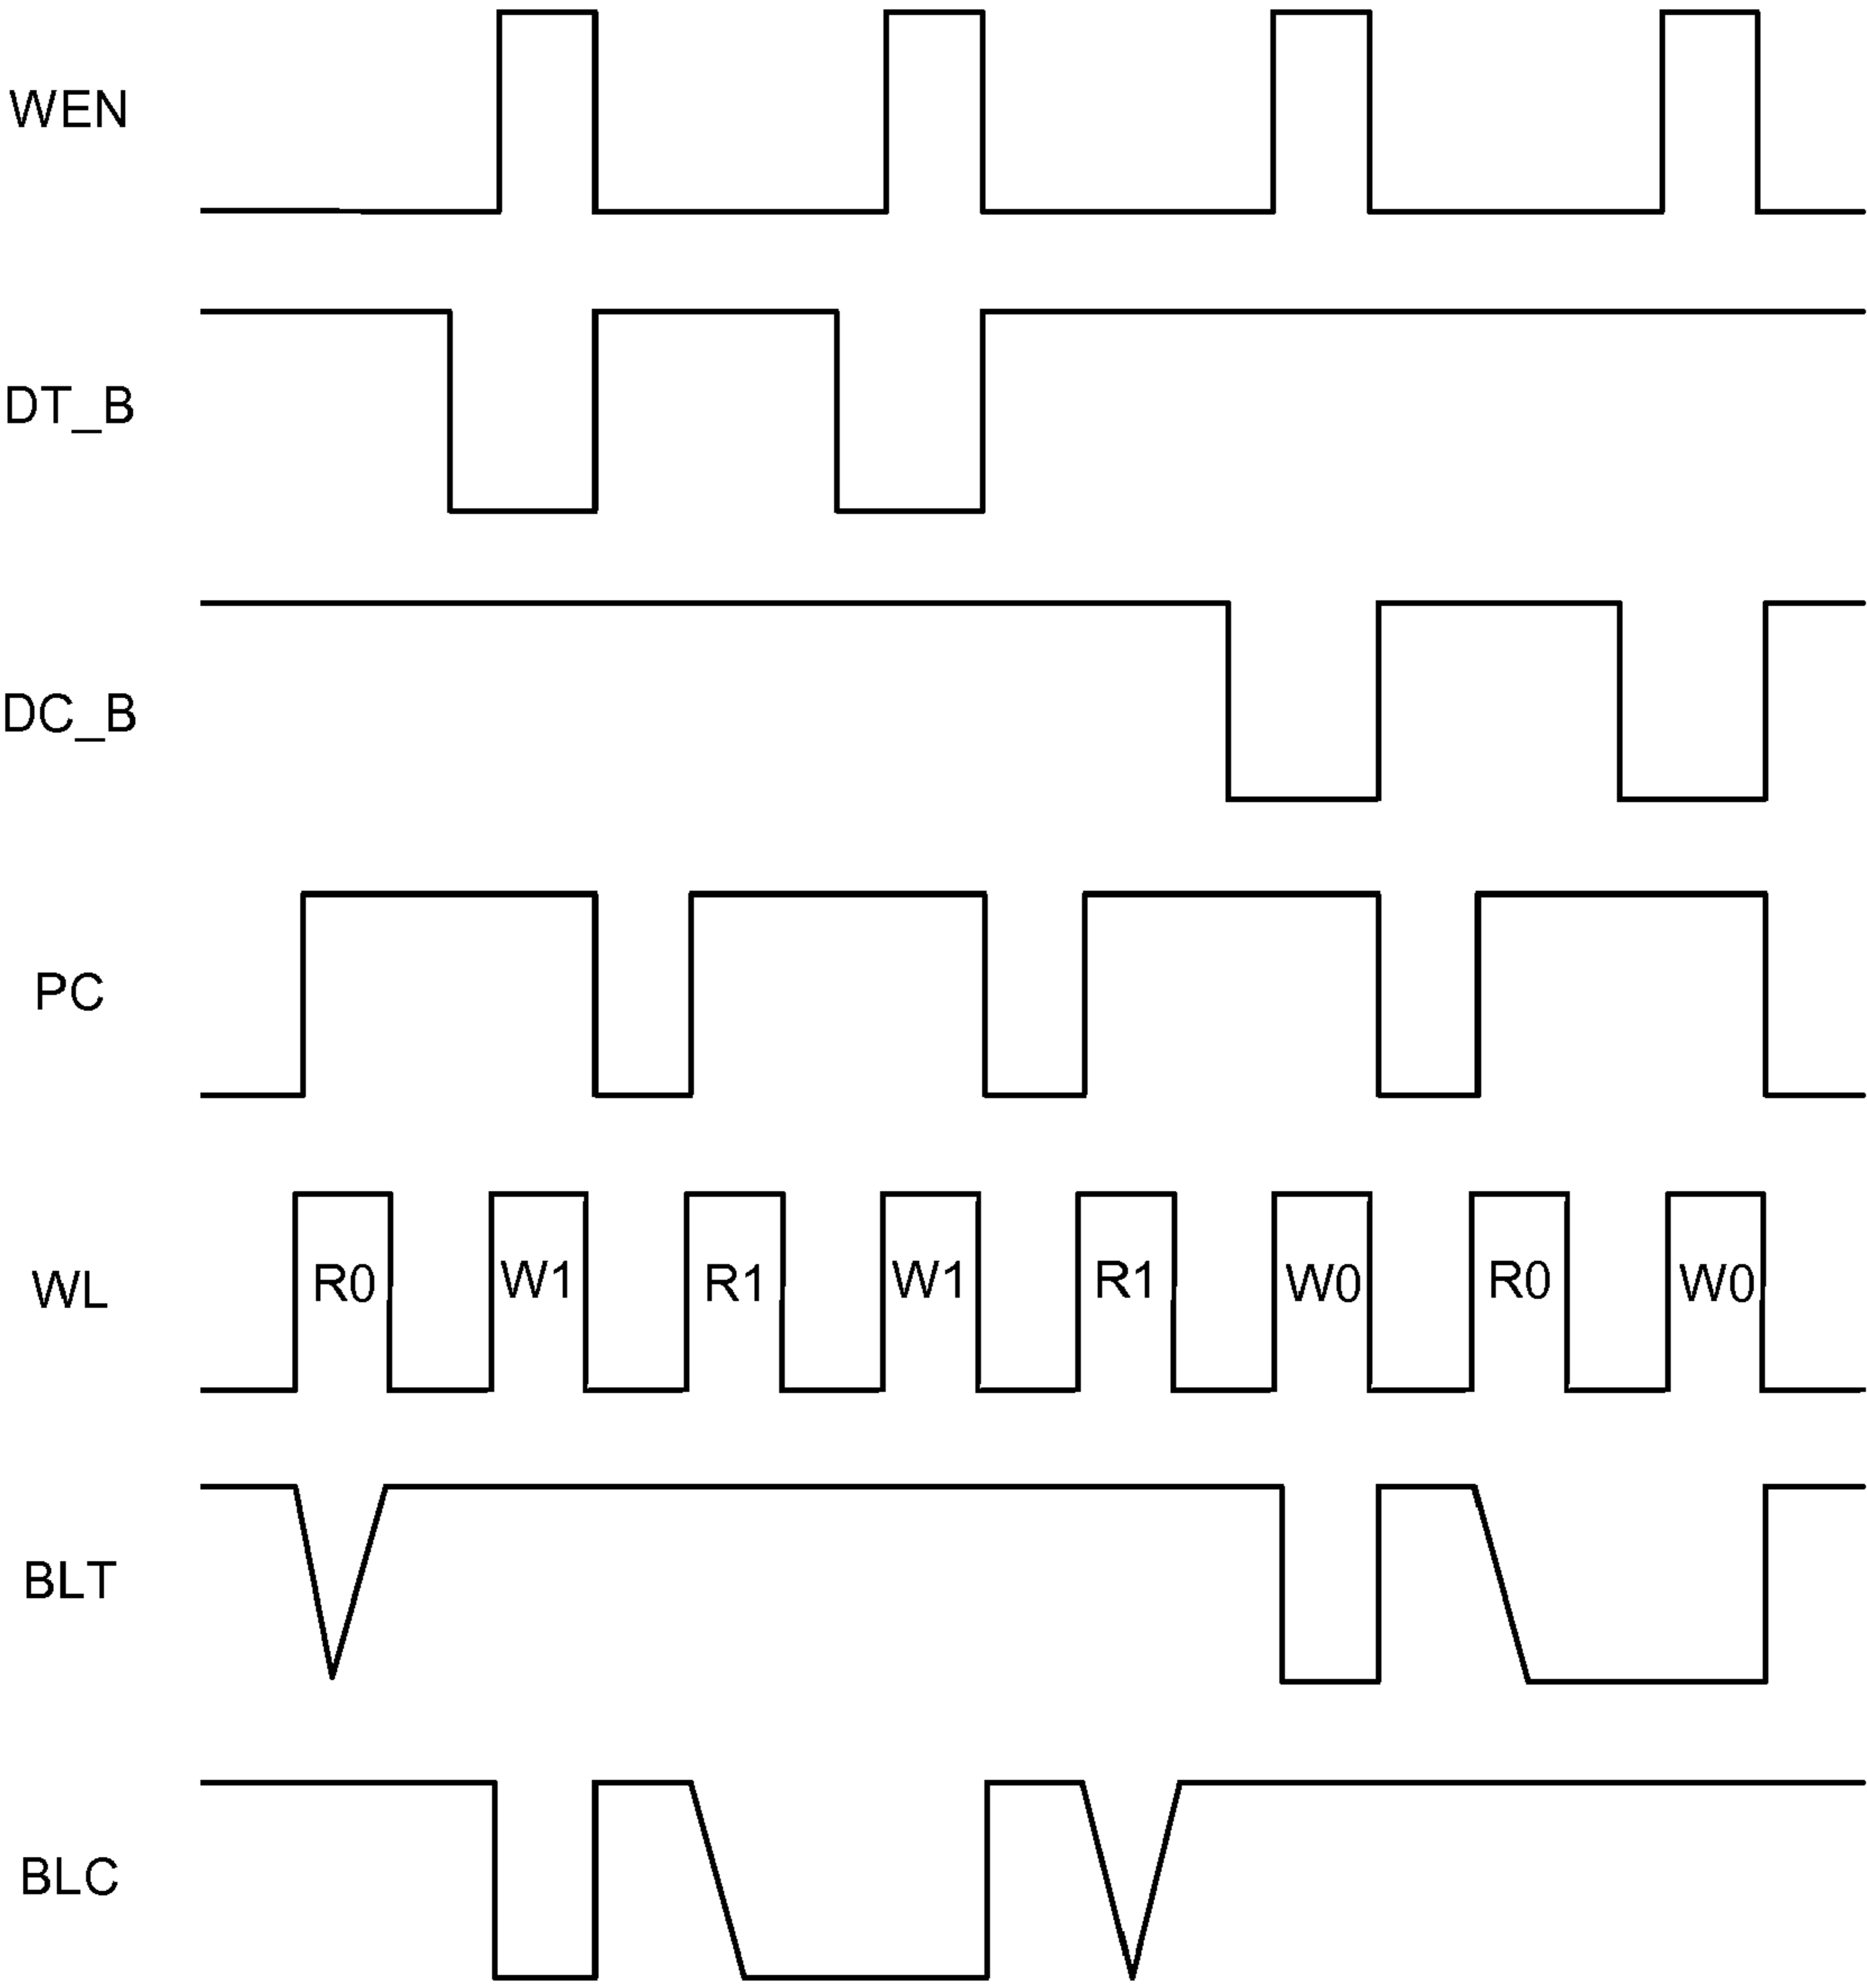 WEN
DT_B
DC_B
PC
WL R0 W1 R1 W1 R1 W0 R0 W0
BLT
BLC